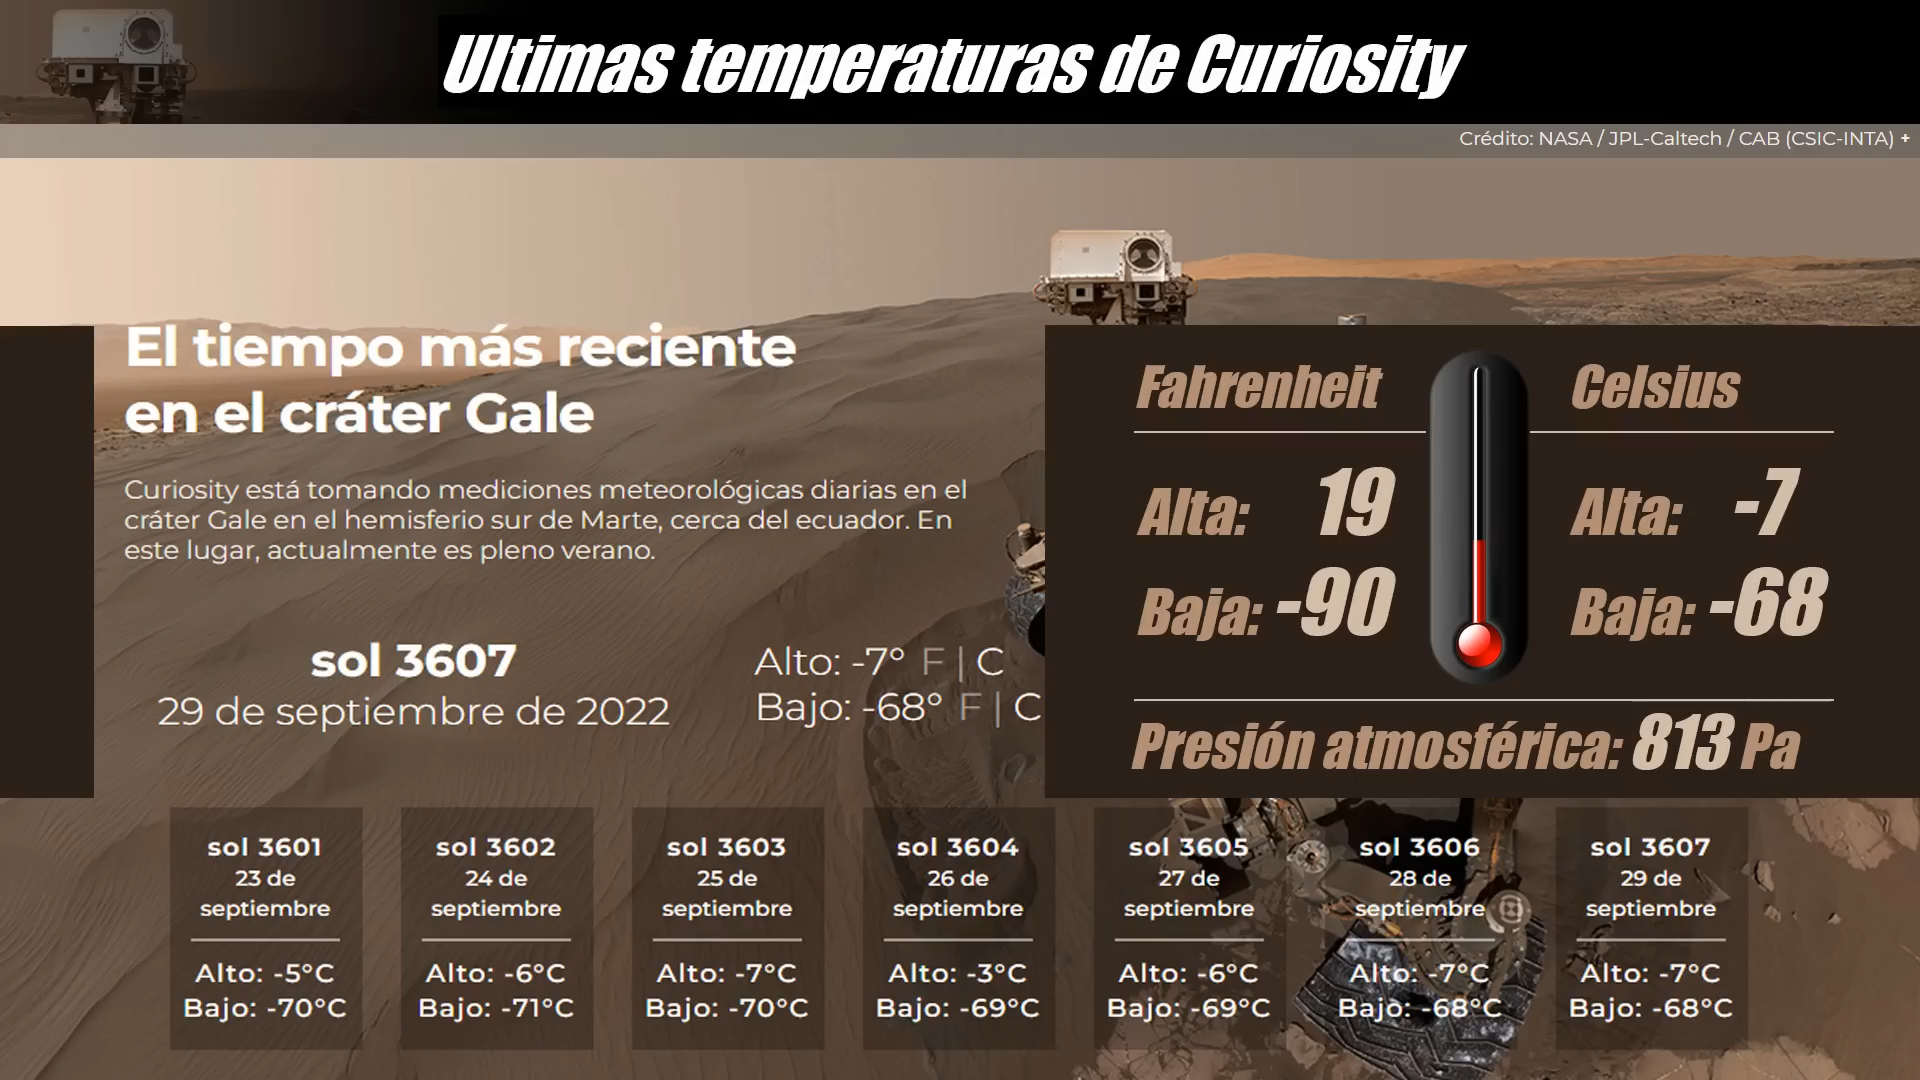 Ultimas temperaturas de Curiosity
Crédito: NASA / JPL-Caltech / CAB (CSIC-INTA) +
El tiempo más reciente
en el cráter Gale
Curiosity está tomando mediciones meteorológicas diarias en el
cráter Gale en el hemisferio sur de Marte, cerca del ecuador. En
este lugar, actualmente es pleno verano.
sol 3607
29 de septiembre de 2022
Alto: -7° F | C
Bajo: -68° F | C
Fahrenheit
Alta: 19
Baja: -90
Celsius
Alta: -7
Baja: -68
Presión atmosférica: 813 Pa
sol 3601
23 de
septiembre
Alto: -5°C
Bajo: -70°C
sol 3602
24 de
septiembre
Alto: -6°C
Bajo: -71°C
sol 3603
25 de
septiembre
Alto: -7°C
Bajo: -70°C
sol 3604
26 de
septiembre
Alto: -3°C
Bajo: -69°C
sol 3605
27 de
septiembre
Alto: -6°C
Bajo: -69°C
sol 3606
28 de
septiembre
Alto: -7°C
Bajo: -68°C
sol 3607
29 de
septiembre
Alto: -7°C
Bajo: -68°C